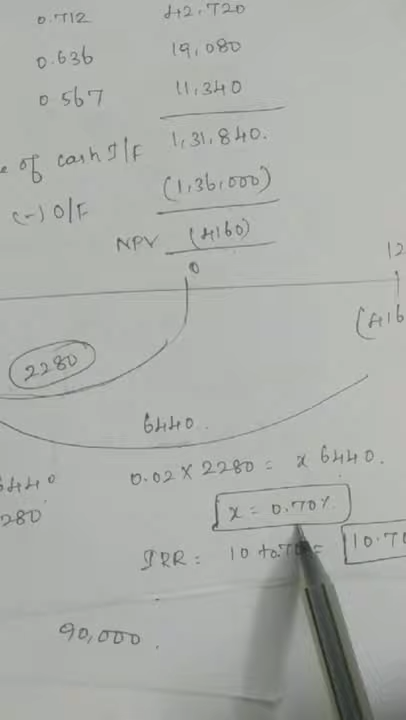 0.712 42,720
0.636 19,080
0.567 11,340
of cash I/F 1,31,840.
(-) O/F (1,36,000)
NPV (4160)
0 12
2280 (416
6440.
6440 0.02 × 2280 = x 6440.
280 x = 0.70%
IRR = 10 + 0.70 = 10.70
90,000.